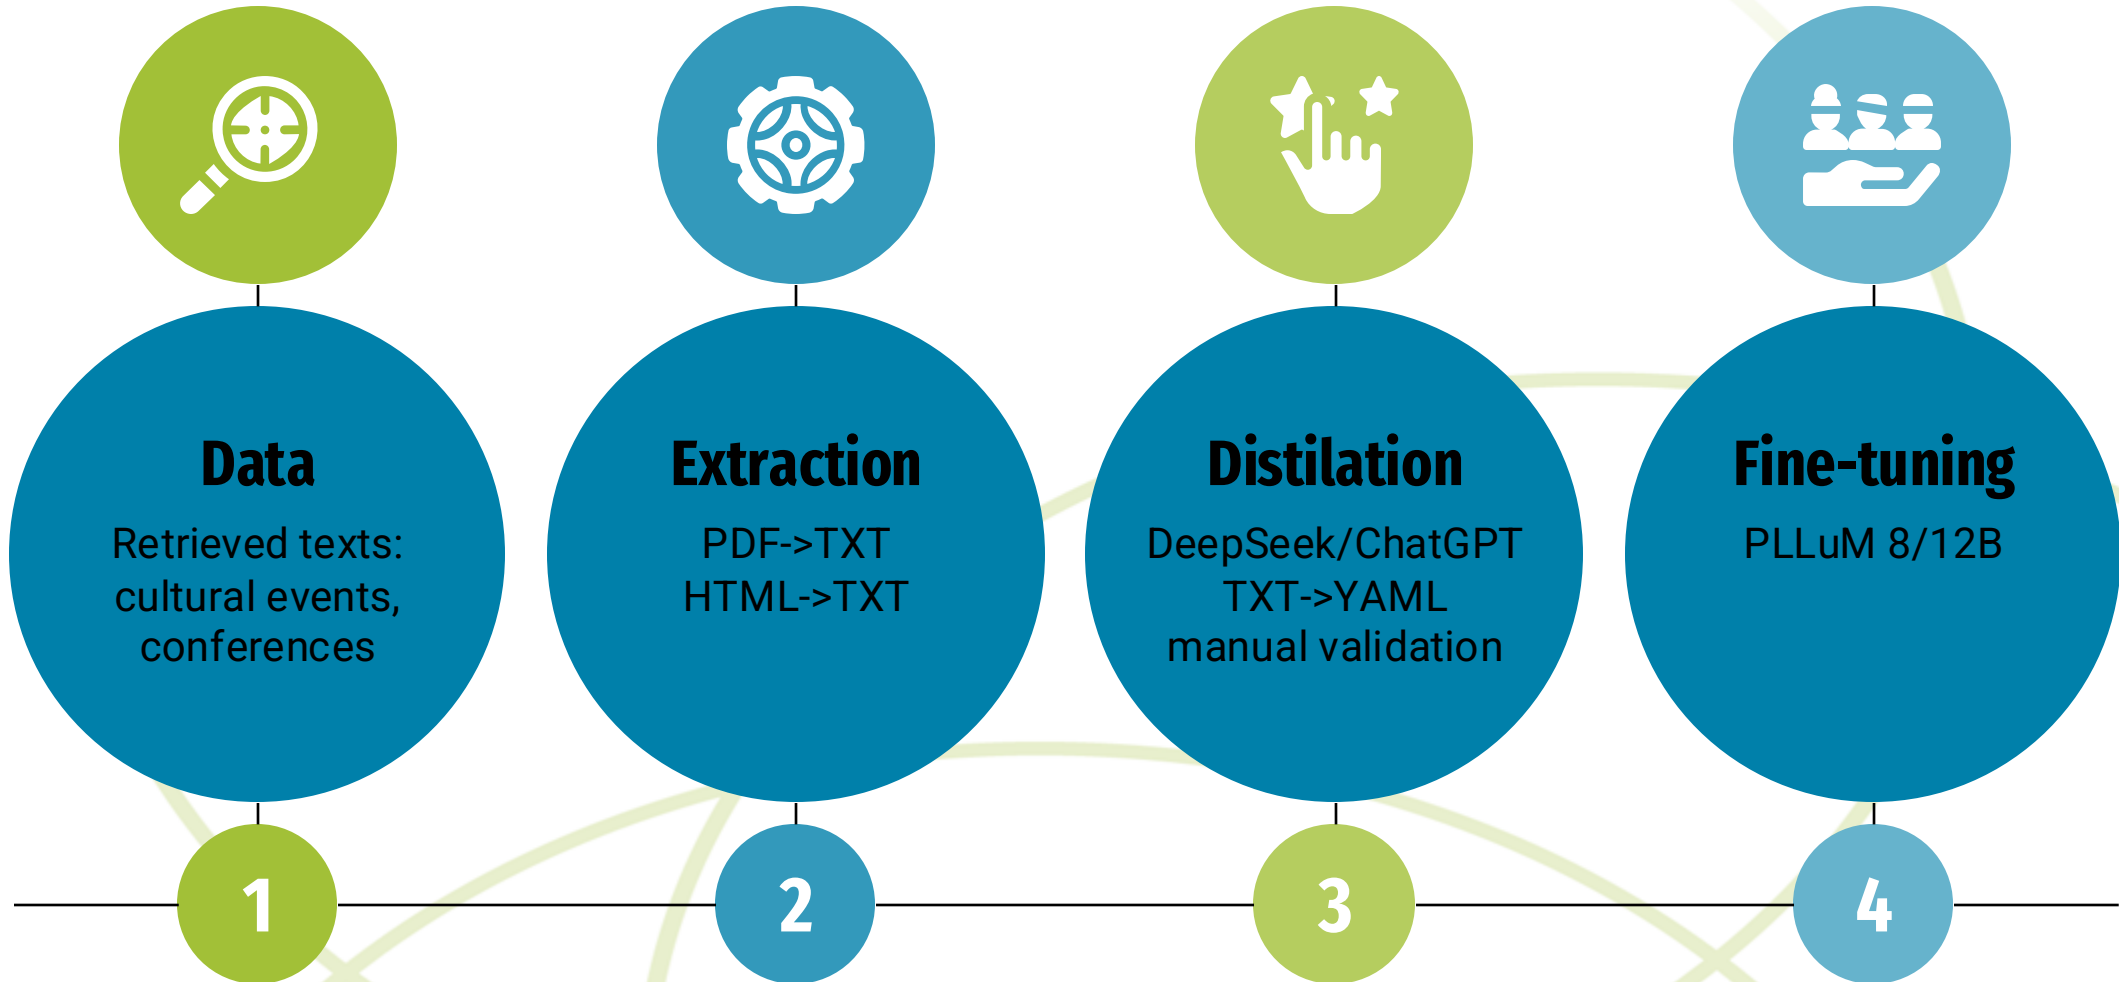 Data
Retrieved texts:
cultural events,
conferences
1
Extraction
PDF->TXT
HTML->TXT
2
Distilation
DeepSeek/ChatGPT
TXT->YAML
manual validation
3
Fine-tuning
PLLuM 8/12B
4